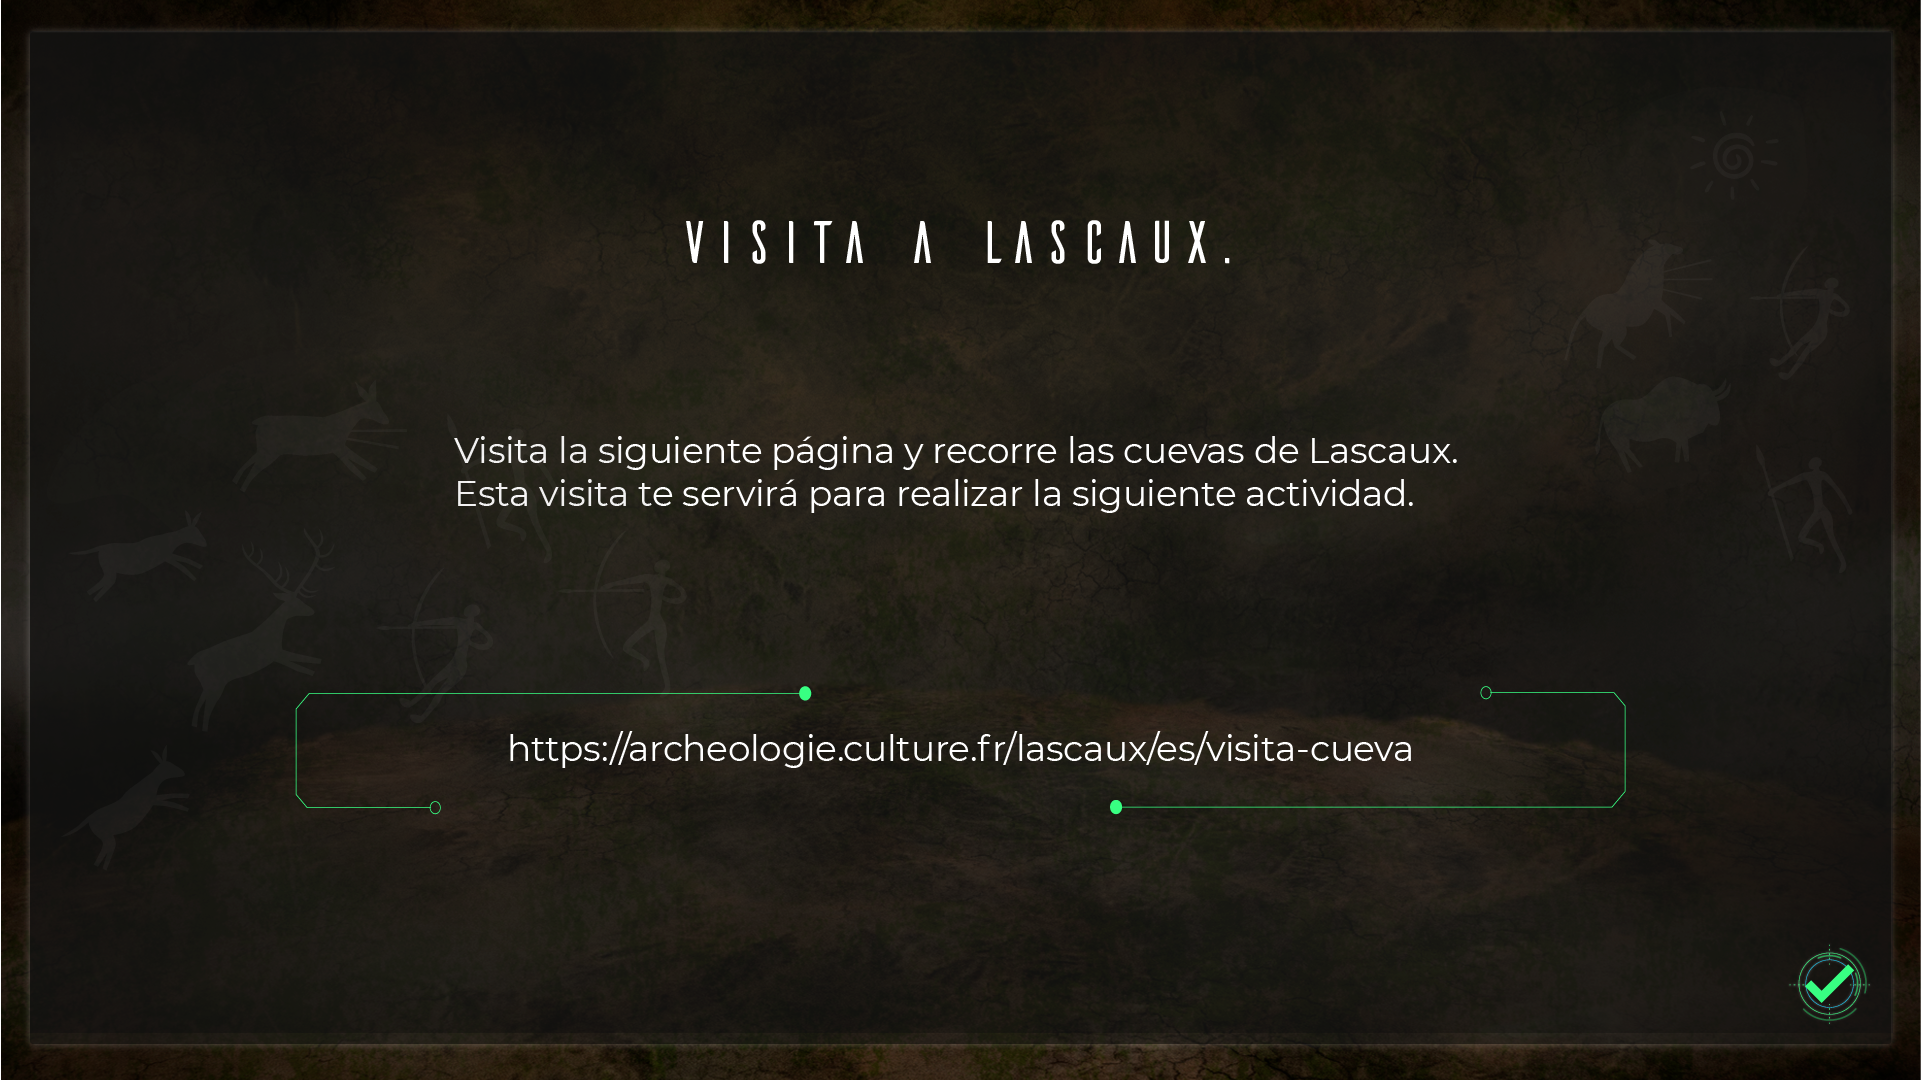 VISITA A LASCAUX.
Visita la siguiente página y recorre las cuevas de Lascaux.
Esta visita te servirá para realizar la siguiente actividad.
https://archeologie.culture.fr/lascaux/es/visita-cueva